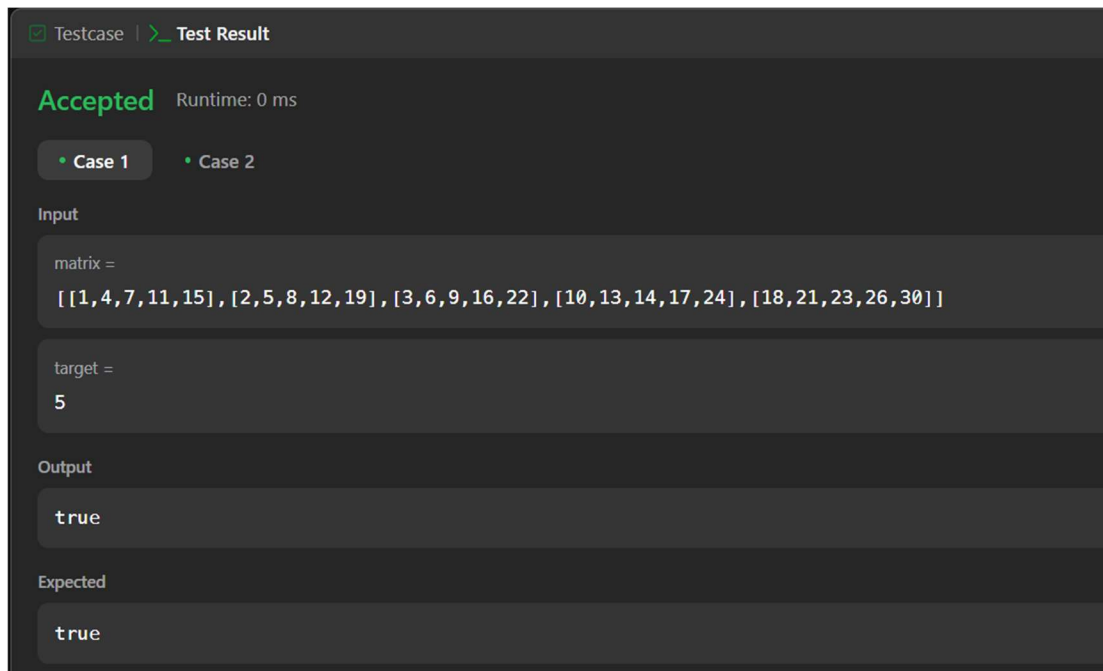 Testcase | >_ Test Result
Accepted Runtime: 0 ms
• Case 1 • Case 2
Input
matrix =
[[1,4,7,11,15],[2,5,8,12,19],[3,6,9,16,22],[10,13,14,17,24],[18,21,23,26,30]]
target =
5
Output
true
Expected
true